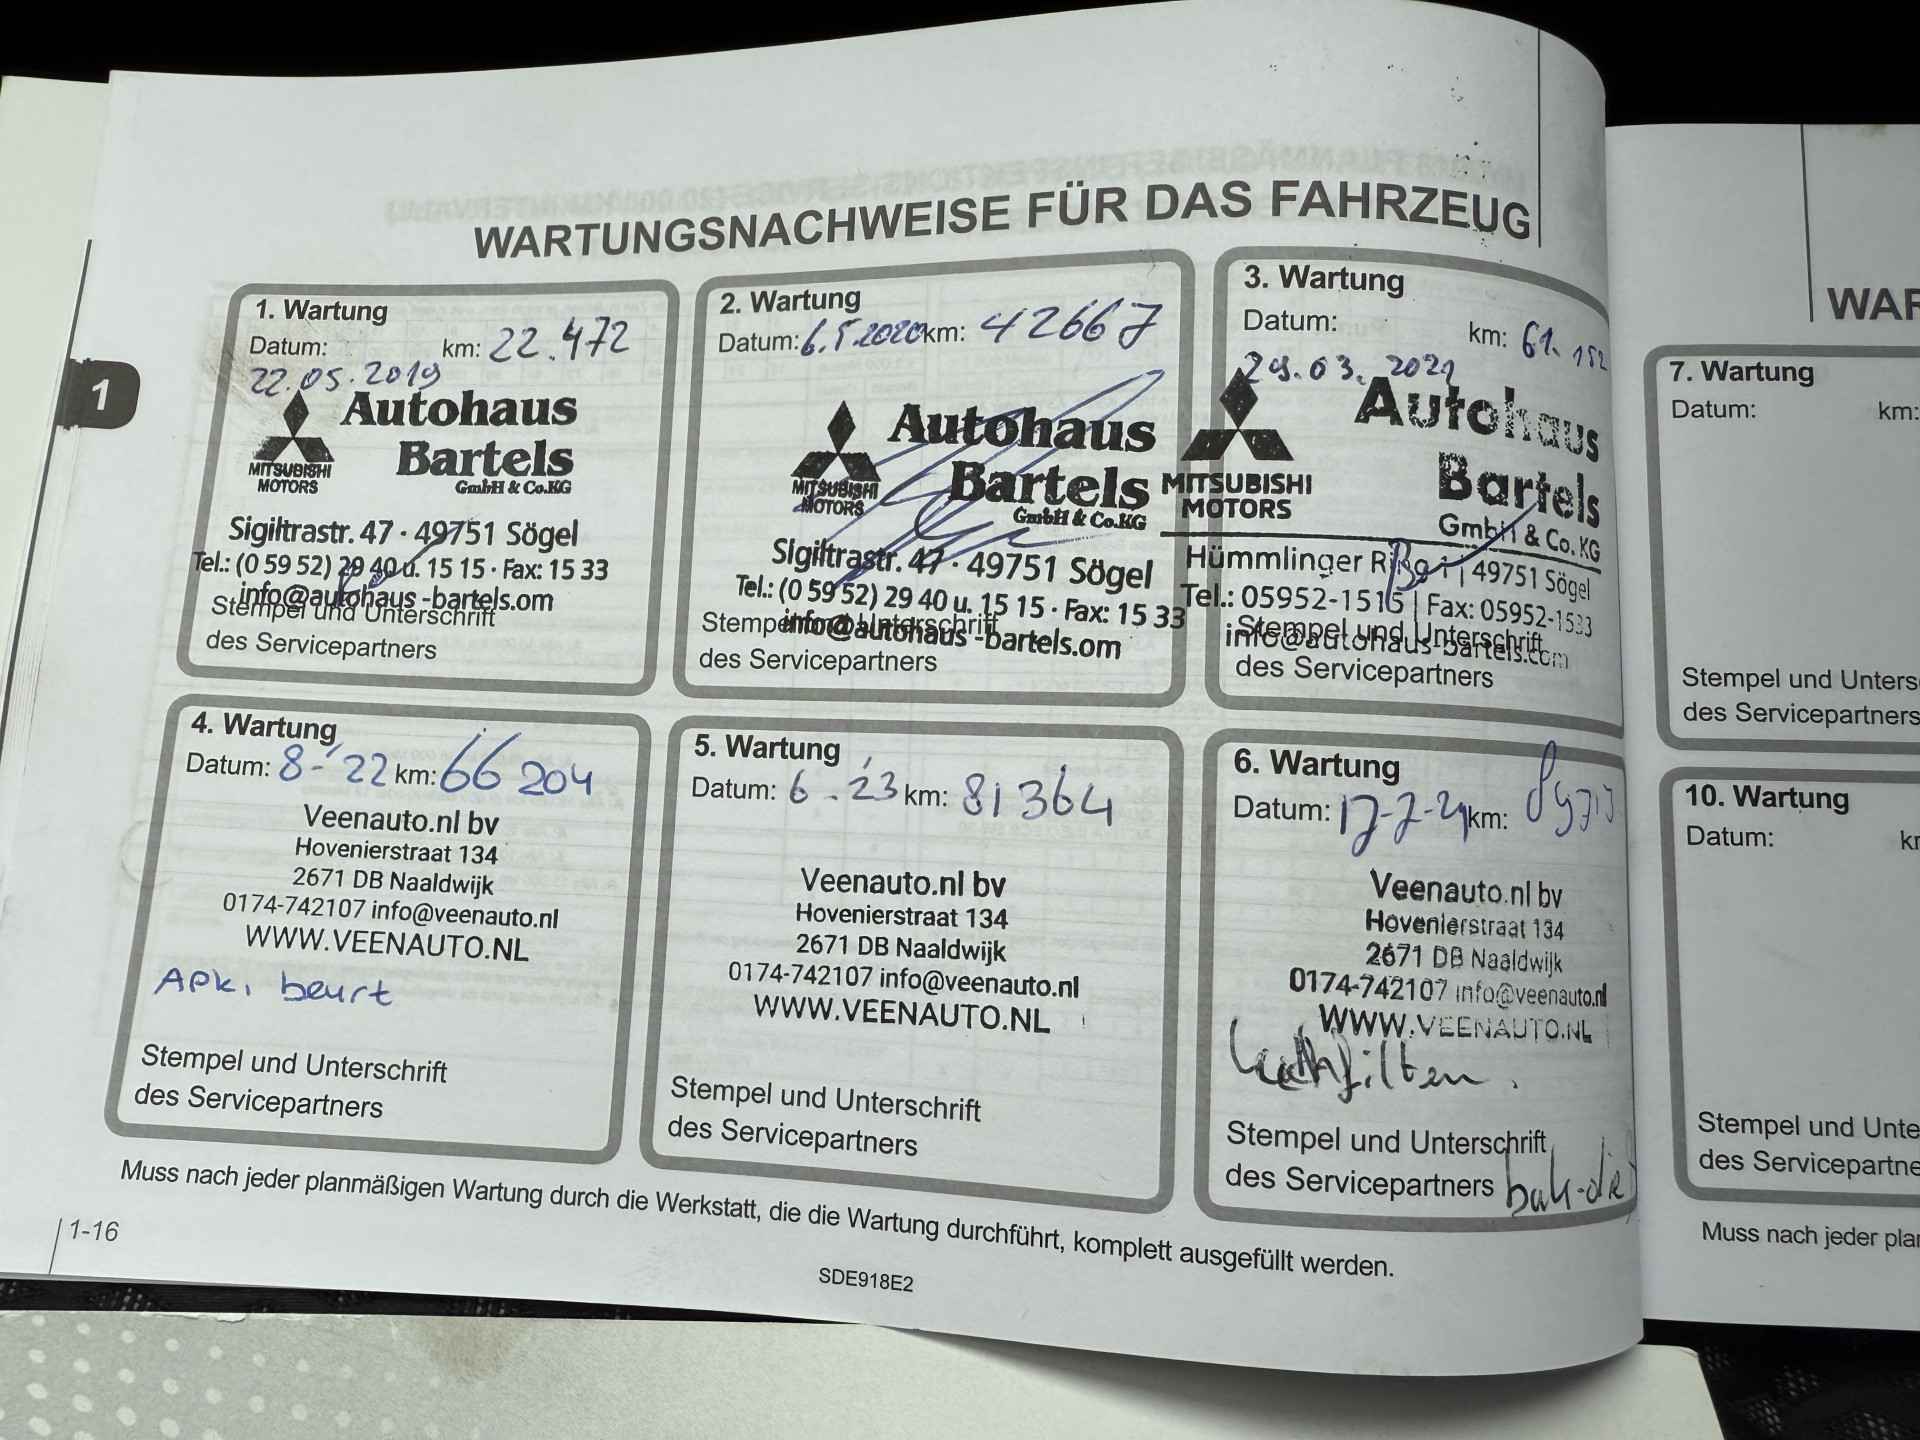 WARTUNGSNACHWEISE FÜR DAS FAHRZEUG
1
1. Wartung
Datum: km: 22.472
22.05.2019
Autohaus
Bartels
GmbH & Co.KG
MITSUBISHI
MOTORS
Sigiltrastr. 47 · 49751 Sögel
Tel.: (0 59 52) 29 40 u. 15 15 · Fax: 15 33
info@autohaus -bartels.om
Stempel und Unterschrift
des Servicepartners
2. Wartung
Datum: 6.5.2020 km: 42667
Autohaus
Bartels
GmbH & Co.KG
MITSUBISHI
MOTORS
Sigiltrastr. 47 · 49751 Sögel
Tel.: (0 59 52) 29 40 u. 15 15 · Fax: 15 33
info@autohaus -bartels.om
Stempel und Unterschrift
des Servicepartners
3. Wartung
Datum: km: 61.152
29.03.2021
Autohaus
Bartels
GmbH & Co. KG
MITSUBISHI
MOTORS
Hümmlinger Ring 1 | 49751 Sögel
Tel.: 05952-1515 | Fax: 05952-1533
info@autohaus-bartels.com
Stempel und Unterschrift
des Servicepartners
4. Wartung
Datum: 8-'22 km: 66204
Veenauto.nl bv
Hovenierstraat 134
2671 DB Naaldwijk
0174-742107 info@veenauto.nl
WWW.VEENAUTO.NL
APK, beurt
Stempel und Unterschrift
des Servicepartners
5. Wartung
Datum: 6.'23 km: 81364
Veenauto.nl bv
Hovenierstraat 134
2671 DB Naaldwijk
0174-742107 info@veenauto.nl
WWW.VEENAUTO.NL
Stempel und Unterschrift
des Servicepartners
6. Wartung
Datum: 17-7-24 km:
Veenauto.nl bv
Hovenierstraat 134
2671 DB Naaldwijk
0174-742107 info@veenauto.nl
WWW.VEENAUTO.NL
Stempel und Unterschrift
des Servicepartners
Muss nach jeder planmäßigen Wartung durch die Werkstatt, die die Wartung durchführt, komplett ausgefüllt werden.
1-16
SDE918E2
WAR
7. Wartung
Datum: km:
Stempel und Unters
des Servicepartners
10. Wartung
Datum: k
Stempel und Unte
des Servicepartne
Muss nach jeder plan